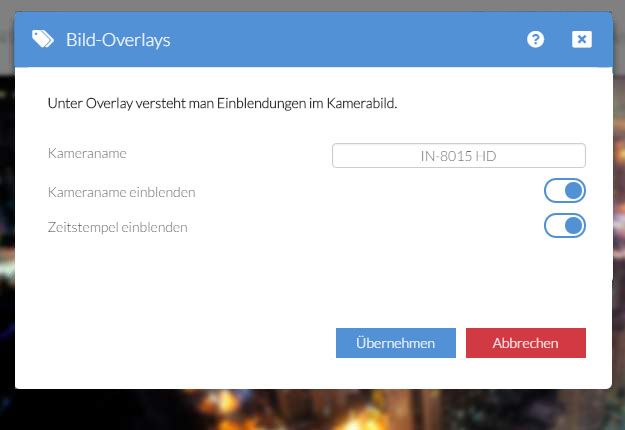 Bild-Overlays
Unter Overlay versteht man Einblendungen im Kamerabild.
Kameraname
IN-8015 HD
Kameraname einblenden
Zeitstempel einblenden
Übernehmen
Abbrechen